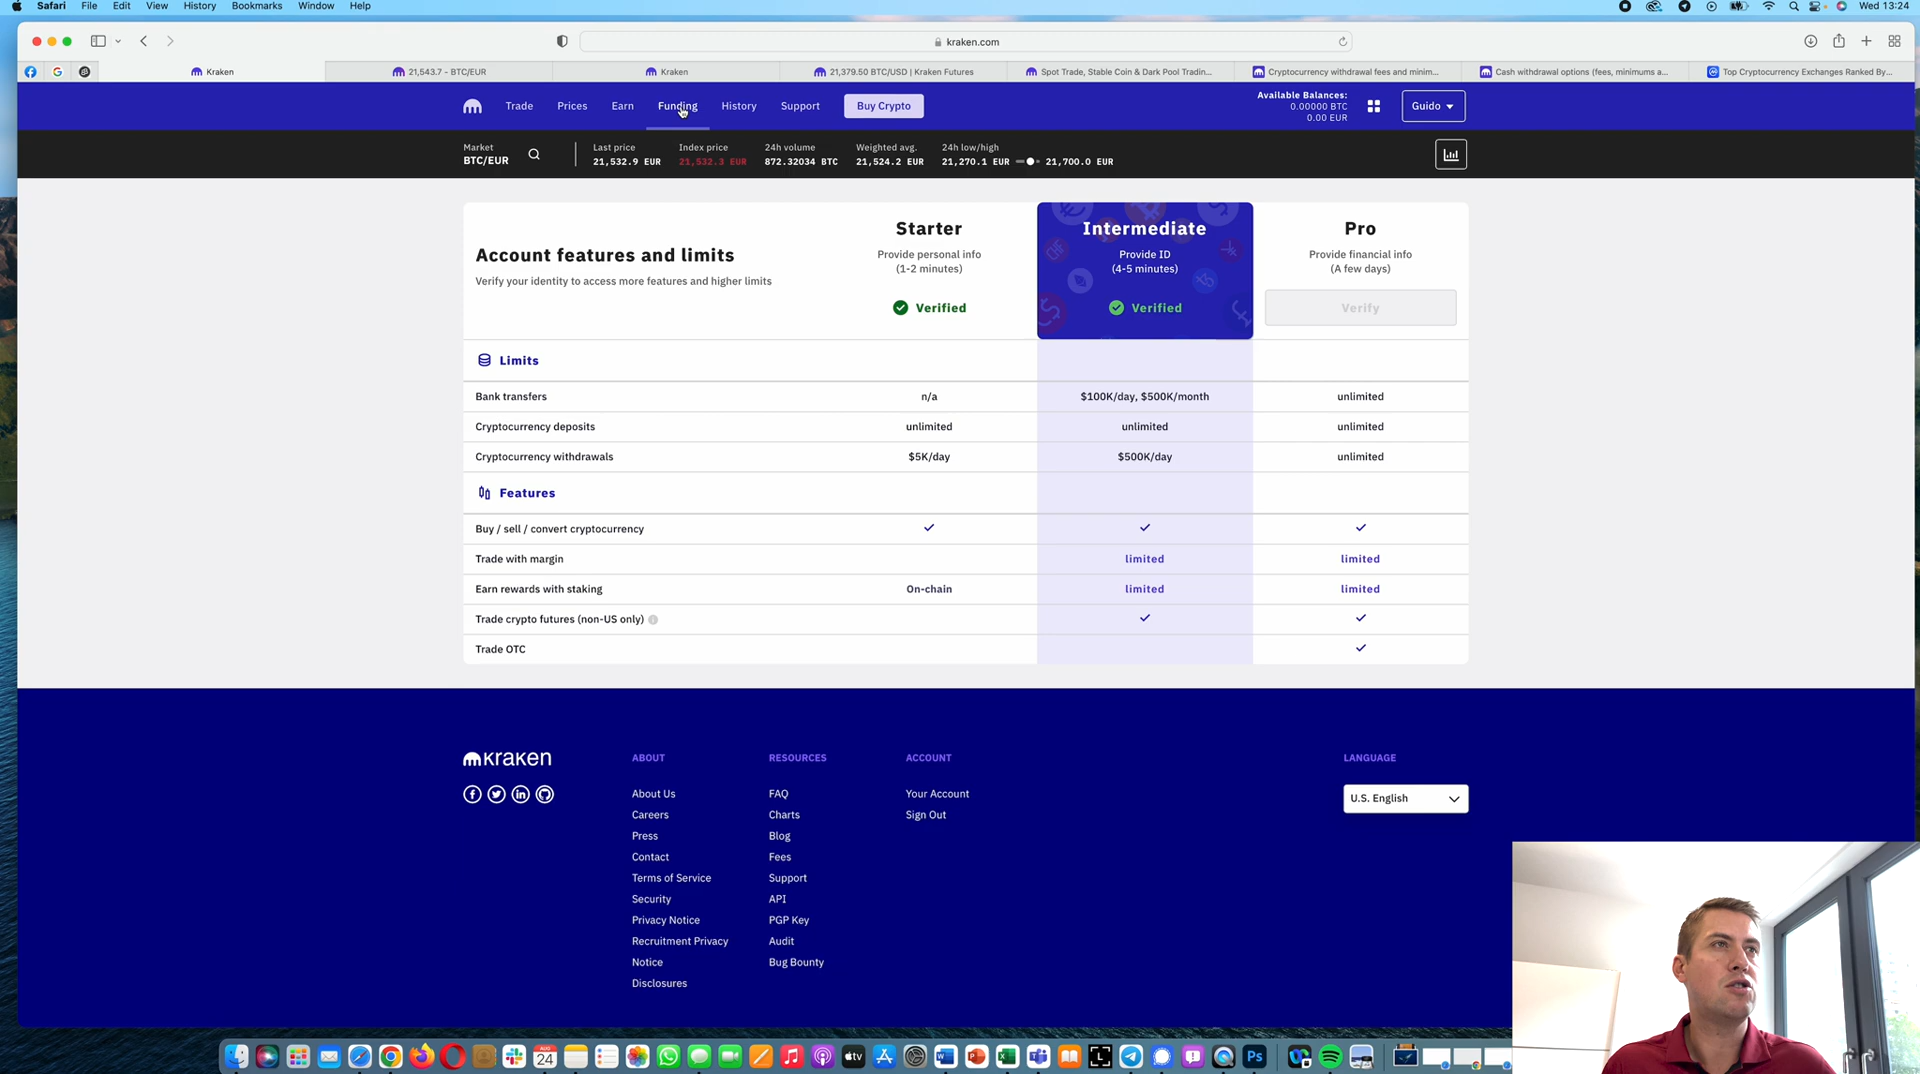 Safari File Edit View History Bookmarks Window Help Wed 13:24
kraken.com
Kraken 21,543.7 - BTC/EUR Kraken 21,379.50 BTC/USD | Kraken Futures Spot Trade, Stable Coin & Dark Pool Tradin... Cryptocurrency withdrawal fees and minim... Cash withdrawal options (fees, minimums a... Top Cryptocurrency Exchanges Ranked By...
Trade Prices Earn Funding History Support Buy Crypto
Available Balances:
0.00000 BTC
0.00 EUR
Guido
Market
BTC/EUR
Last price
21,532.9 EUR
Index price
21,532.3 EUR
24h volume
872.32034 BTC
Weighted avg.
21,524.2 EUR
24h low/high
21,270.1 EUR 21,700.0 EUR
Account features and limits
Verify your identity to access more features and higher limits
Starter
Provide personal info
(1-2 minutes)
Verified
Intermediate
Provide ID
(4-5 minutes)
Verified
Pro
Provide financial info
(A few days)
Verify
Limits
Bank transfers n/a $100K/day, $500K/month unlimited
Cryptocurrency deposits unlimited unlimited unlimited
Cryptocurrency withdrawals $5K/day $500K/day unlimited
Features
Buy / sell / convert cryptocurrency
Trade with margin limited limited
Earn rewards with staking On-chain limited limited
Trade crypto futures (non-US only)
Trade OTC
kraken
ABOUT
About Us
Careers
Press
Contact
Terms of Service
Security
Privacy Notice
Recruitment Privacy
Notice
Disclosures
RESOURCES
FAQ
Charts
Blog
Fees
Support
API
PGP Key
Audit
Bug Bounty
ACCOUNT
Your Account
Sign Out
LANGUAGE
U.S. English
24
tv
Ps